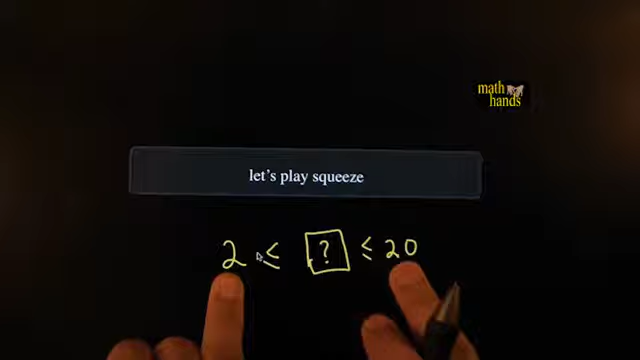 math
hands
let's play squeeze
2 ≤ ? ≤ 20